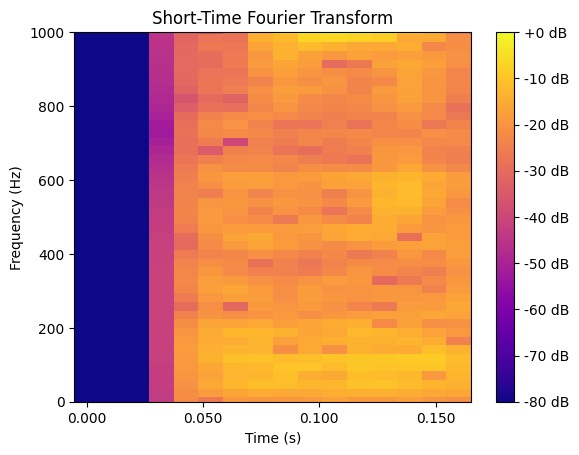 Short-Time Fourier Transform
Frequency (Hz)
1000
800
600
400
200
0
0.000
0.050
0.100
0.150
Time (s)
+0 dB
-10 dB
-20 dB
-30 dB
-40 dB
-50 dB
-60 dB
-70 dB
-80 dB